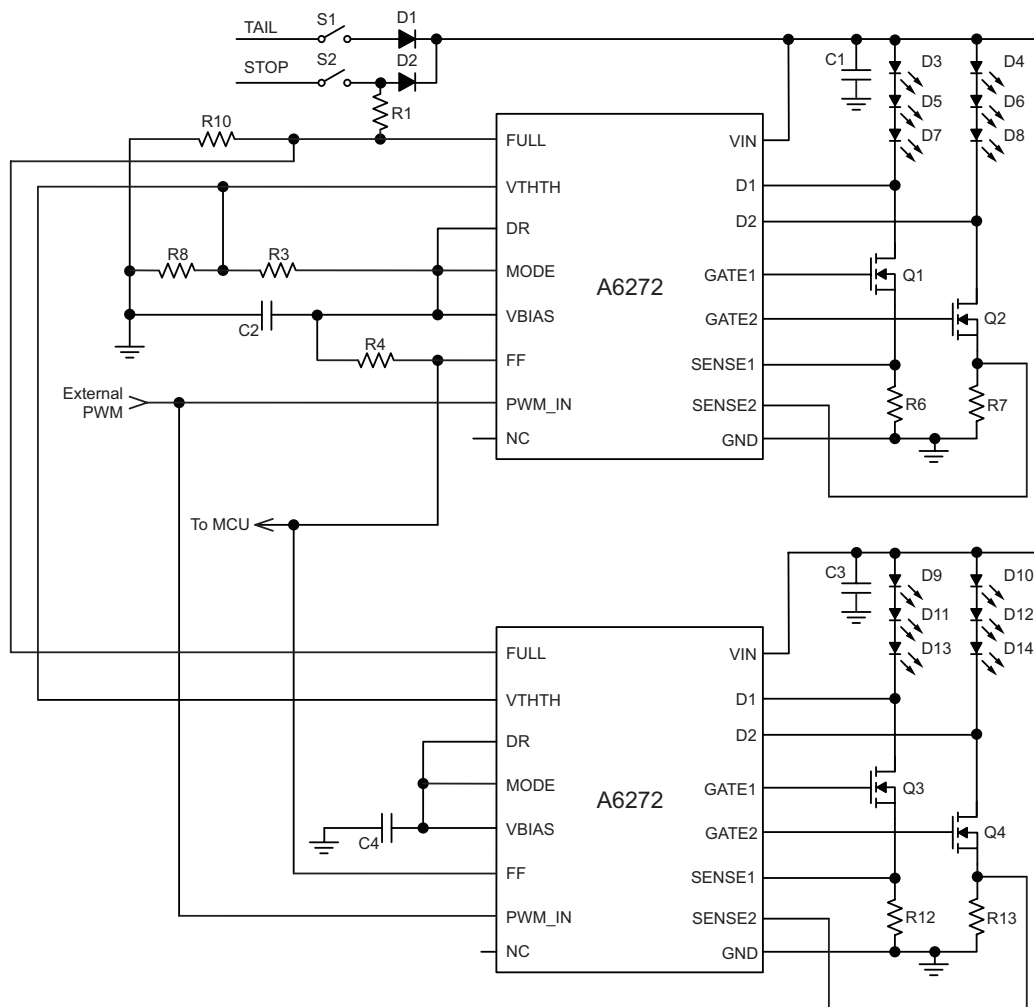 TAIL
S1
D1
STOP
S2
D2
R1
C1
D3
D4
D5
D6
D7
D8
R10
FULL
VIN
VTHTH
D1
DR
D2
R8
R3
MODE
GATE1
Q1
A6272
C2
VBIAS
GATE2
Q2
R4
FF
SENSE1
External
PWM
PWM_IN
SENSE2
R6
R7
NC
GND
To MCU
C3
D9
D10
D11
D12
D13
D14
FULL
VIN
VTHTH
D1
DR
D2
MODE
GATE1
Q3
A6272
C4
VBIAS
GATE2
Q4
FF
SENSE1
PWM_IN
SENSE2
R12
R13
NC
GND